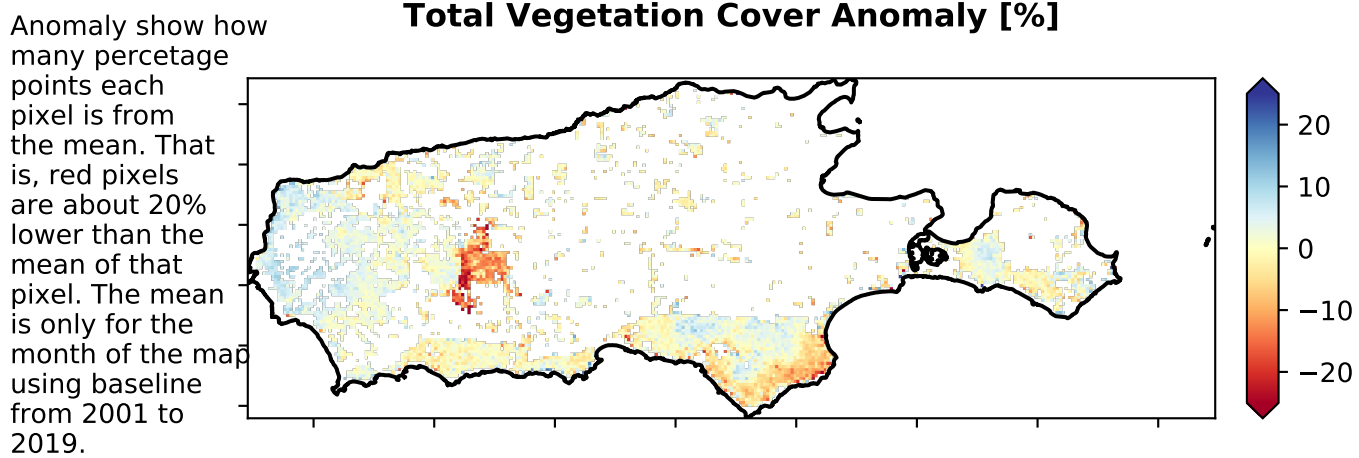 Total Vegetation Cover Anomaly [%]
Anomaly show how
many percetage
points each
pixel is from
the mean. That
is, red pixels
are about 20%
lower than the
mean of that
pixel. The mean
is only for the
month of the map
using baseline
from 2001 to
2019.
20
10
0
−10
−20